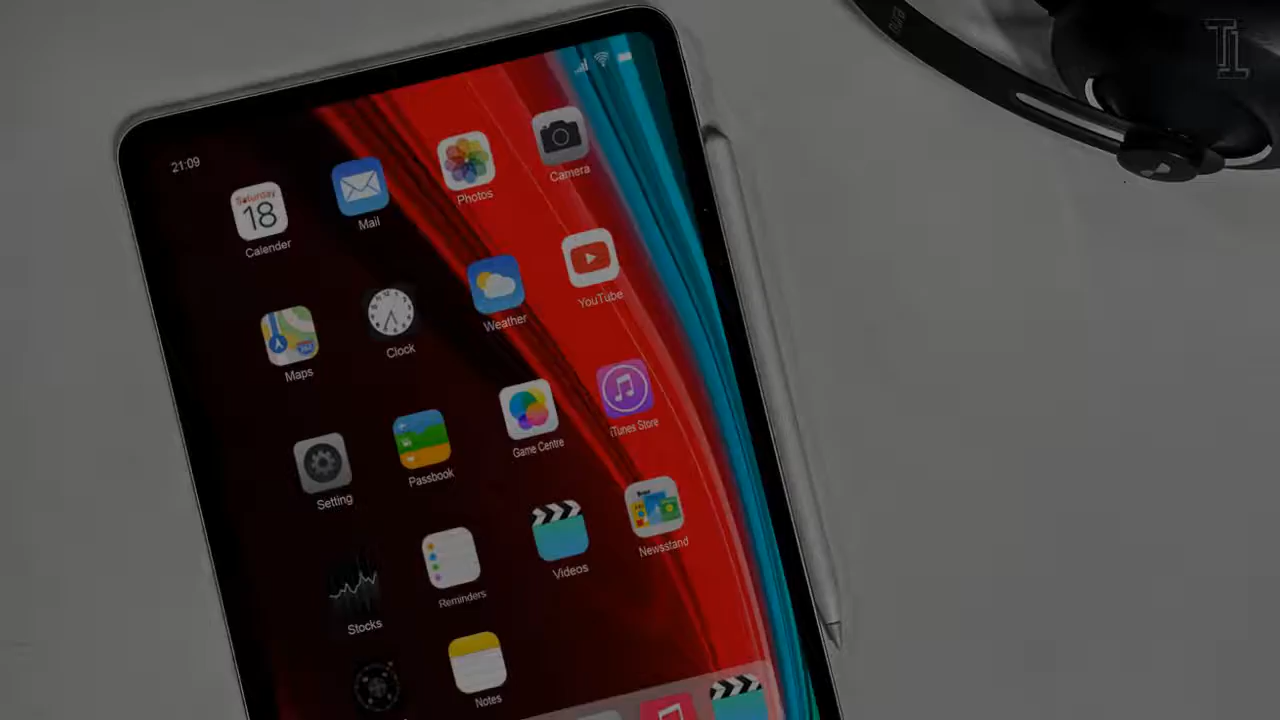 21:09
Saturday
18
Calender
Mail
Photos
Camera
Maps
Clock
Weather
YouTube
Setting
Passbook
Game Centre
iTunes Store
Stocks
Reminders
Videos
Newsstand
Notes